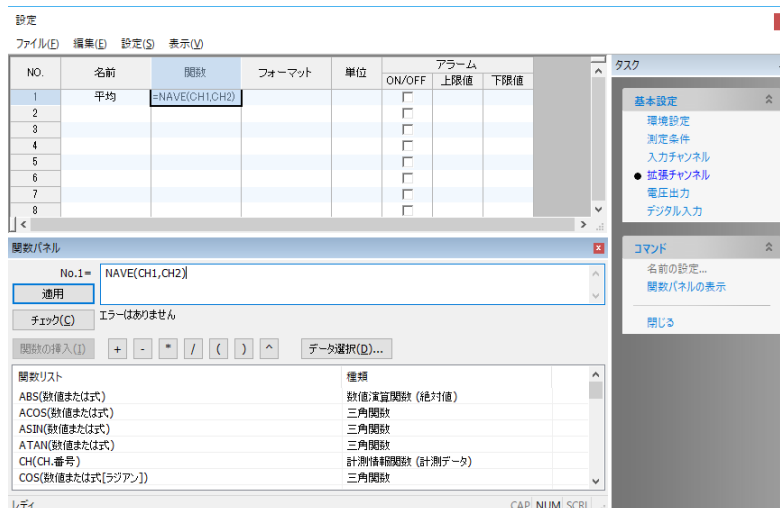 設定
ファイル(F) 編集(E) 設定(S) 表示(V)
NO. 名前 関数 フォーマット 単位 アラーム
ON/OFF 上限値 下限値
1 平均 =NAVE(CH1,CH2)
2
3
4
5
6
7
8
関数パネル
No.1= NAVE(CH1,CH2)
適用
チェック(C) エラーはありません
関数の挿入(I) + - * / ( ) ^ データ選択(D)...
関数リスト 種類
ABS(数値または式) 数値演算関数 (絶対値)
ACOS(数値または式) 三角関数
ASIN(数値または式) 三角関数
ATAN(数値または式) 三角関数
CH(CH.番号) 計測情報関数 (計測データ)
COS(数値または式[ラジアン]) 三角関数
レディ CAP NUM SCRL
タスク
基本設定
環境設定
測定条件
入力チャンネル
拡張チャンネル
電圧出力
デジタル入力
コマンド
名前の設定...
関数パネルの表示
閉じる